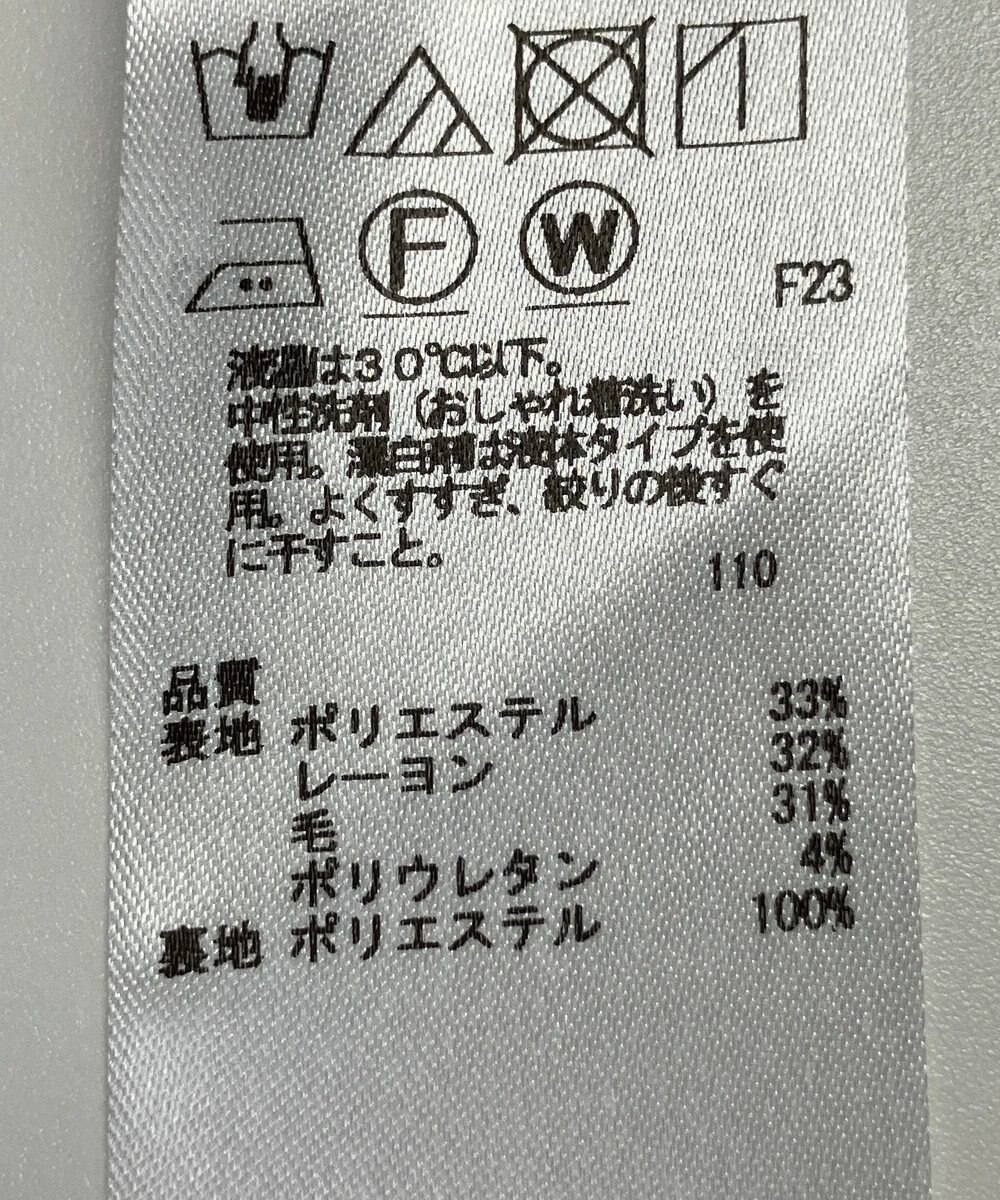 F W
F23
液温は30℃以下。
中性洗剤(おしゃれ着洗い)を
使用。漂白剤は液体タイプを使
用。よくすすぎ、絞りの後すぐ
に干すこと。
110
品質
表地 ポリエステル 33%
レーヨン 32%
毛 31%
ポリウレタン 4%
裏地 ポリエステル 100%